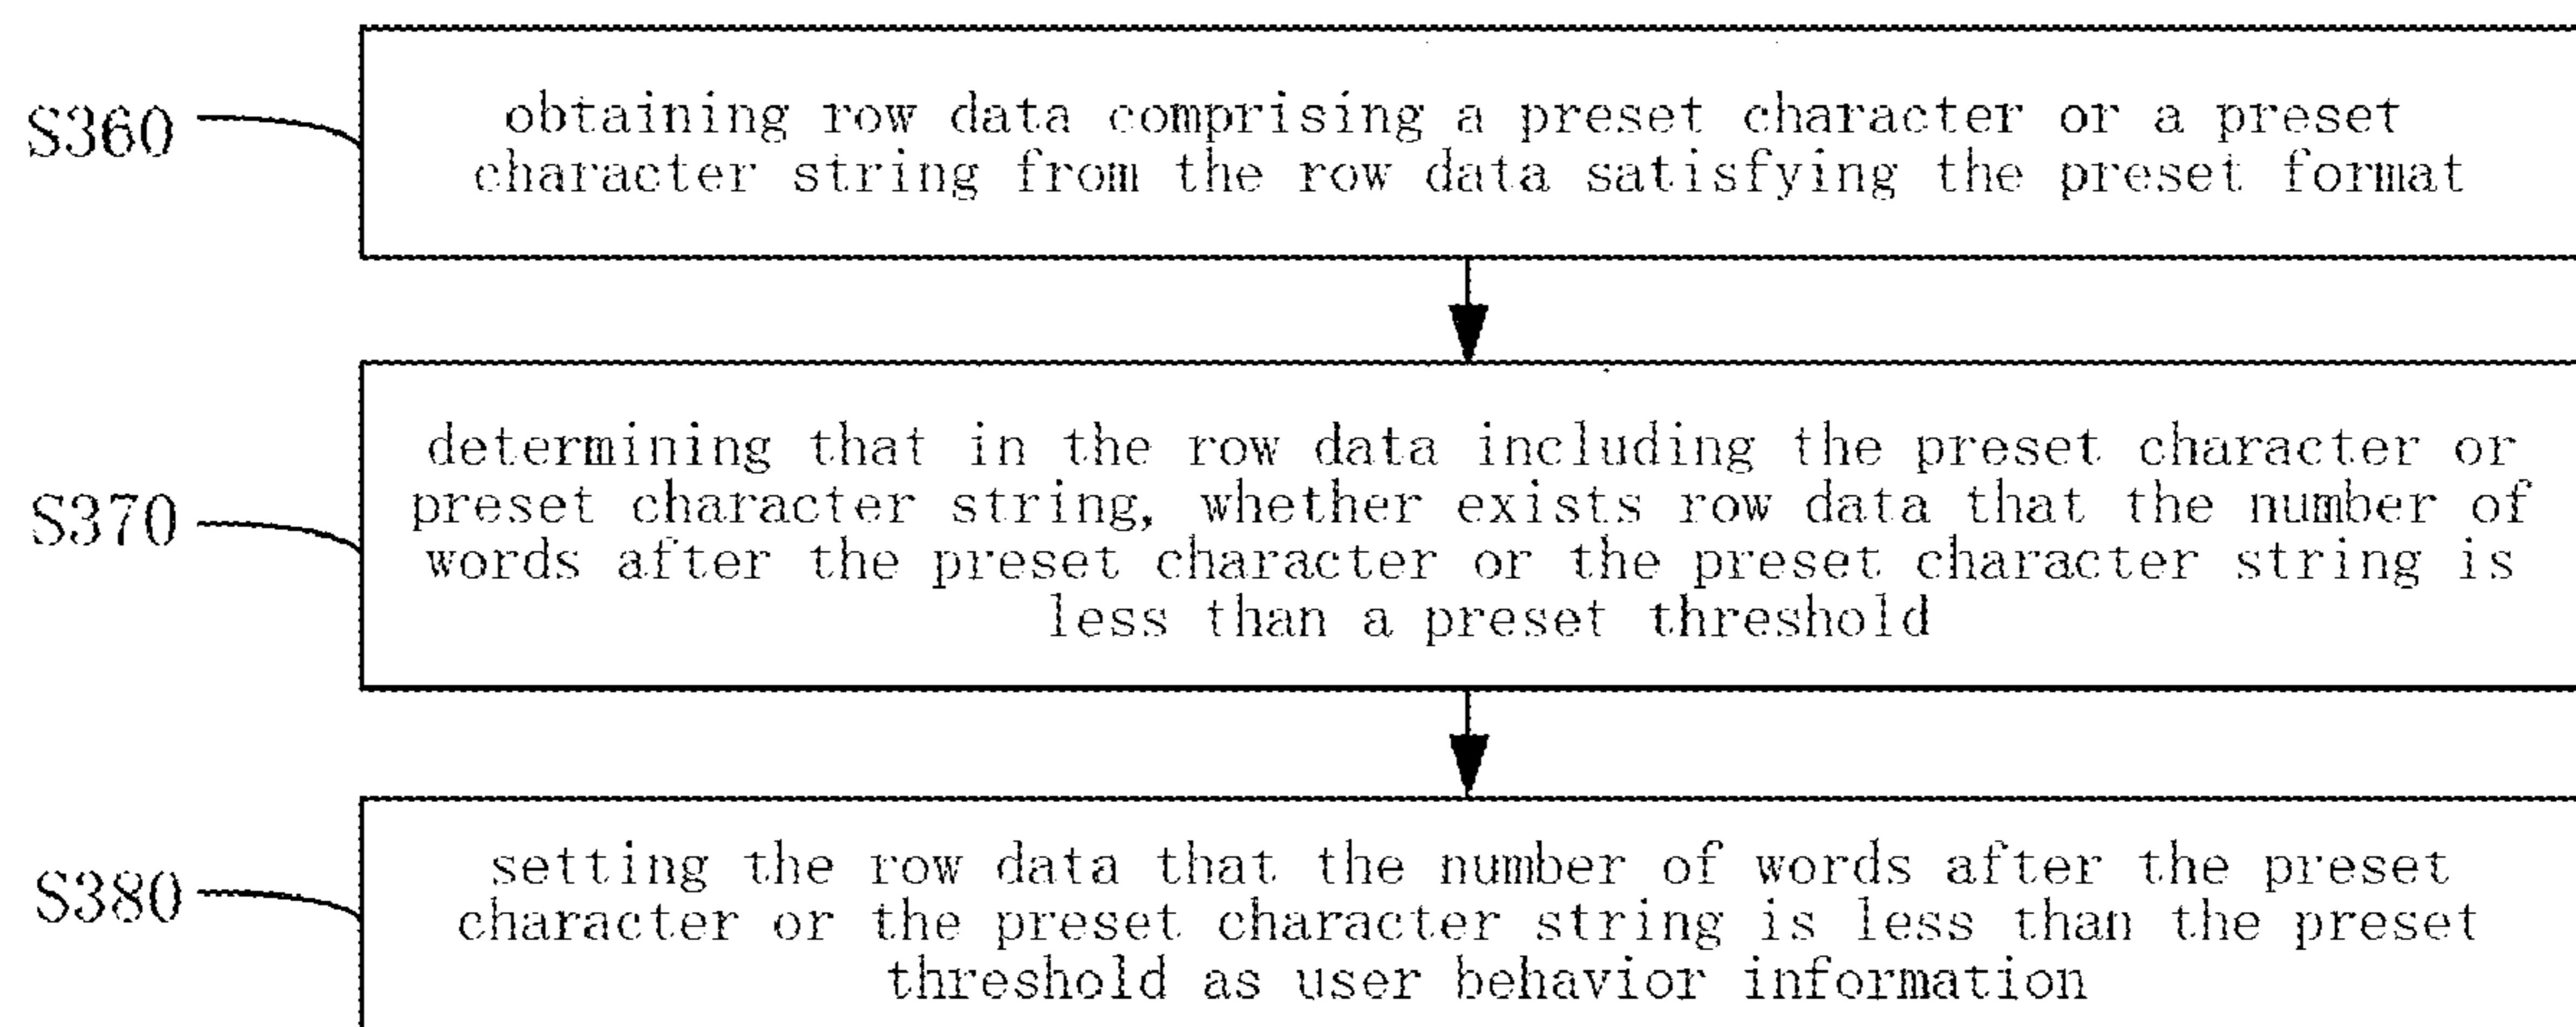 S360
obtaining row data comprising a preset character or a preset
character string from the row data satisfying the preset format
S370
determining that in the row data including the preset character or
preset character string, whether exists row data that the number of
words after the preset character or the preset character string is
less than a preset threshold
S380
setting the row data that the number of words after the preset
character or the preset character string is less than the preset
threshold as user behavior information